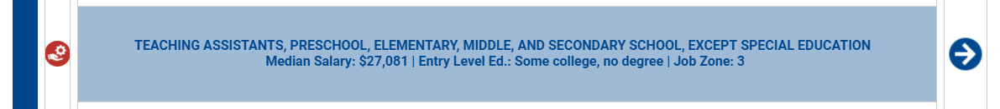 TEACHING ASSISTANTS, PRESCHOOL, ELEMENTARY, MIDDLE, AND SECONDARY SCHOOL, EXCEPT SPECIAL EDUCATION
Median Salary: $27,081 | Entry Level Ed.: Some college, no degree | Job Zone: 3